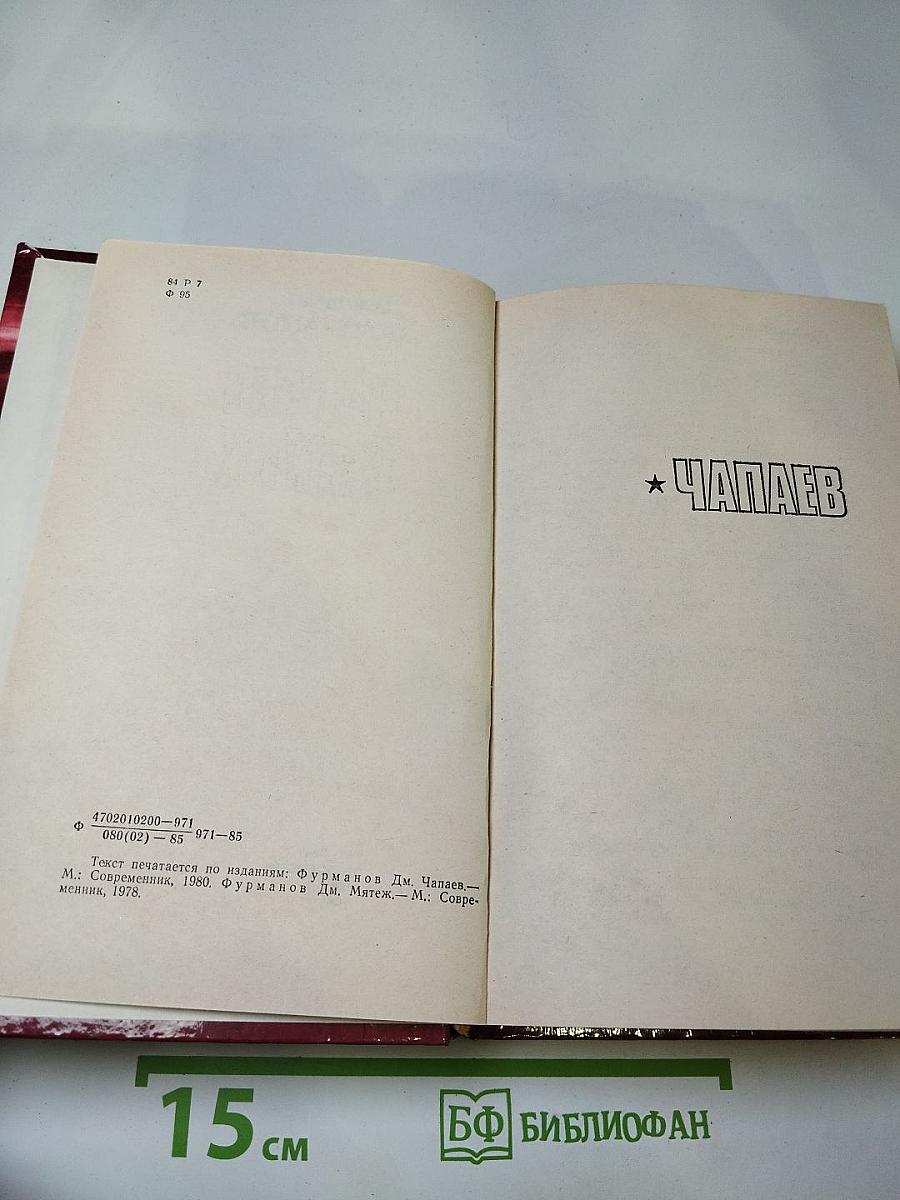 84 Р 7
Ф 95
★ ЧАПАЕВ
Ф 4702010200—971
080(02) — 85 971—85
Текст печатается по изданиям: Фурманов Дм. Чапаев.—
М.: Современник, 1980. Фурманов Дм. Мятеж.— М.: Совре-
менник, 1978.
15 см
БФ БИБЛИОФАН